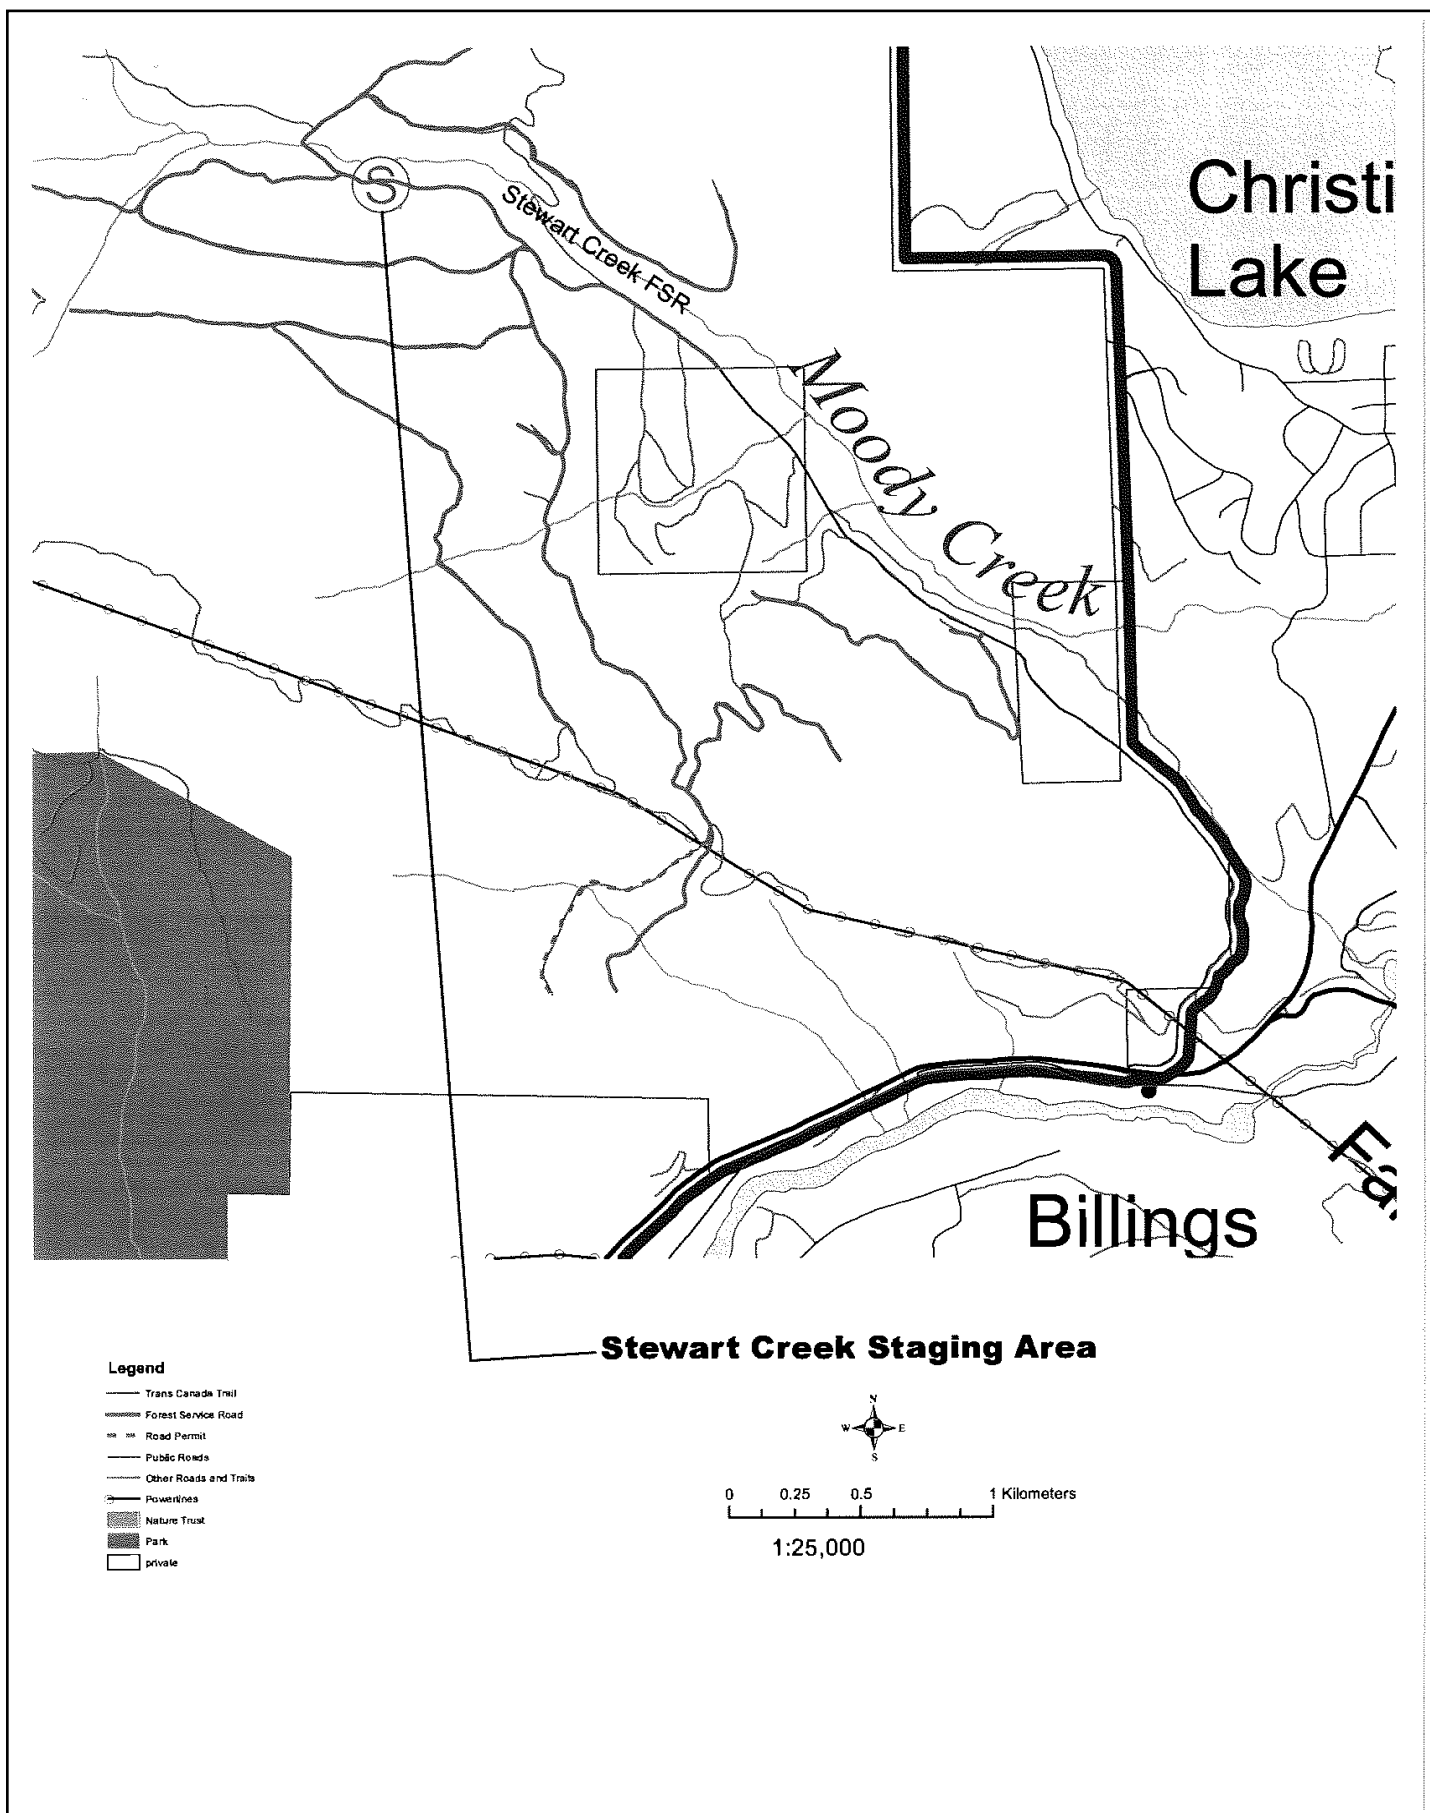 Christi
Lake
S
Stewart Creek FSR
Moody Creek
Fa
Billings
Stewart Creek Staging Area
Legend
Trans Canada Trail
Forest Service Road
Road Permit
Public Roads
Other Roads and Trails
Powerlines
Nature Trust
Park
private
N
W E
S
0 0.25 0.5 1 Kilometers
1:25,000